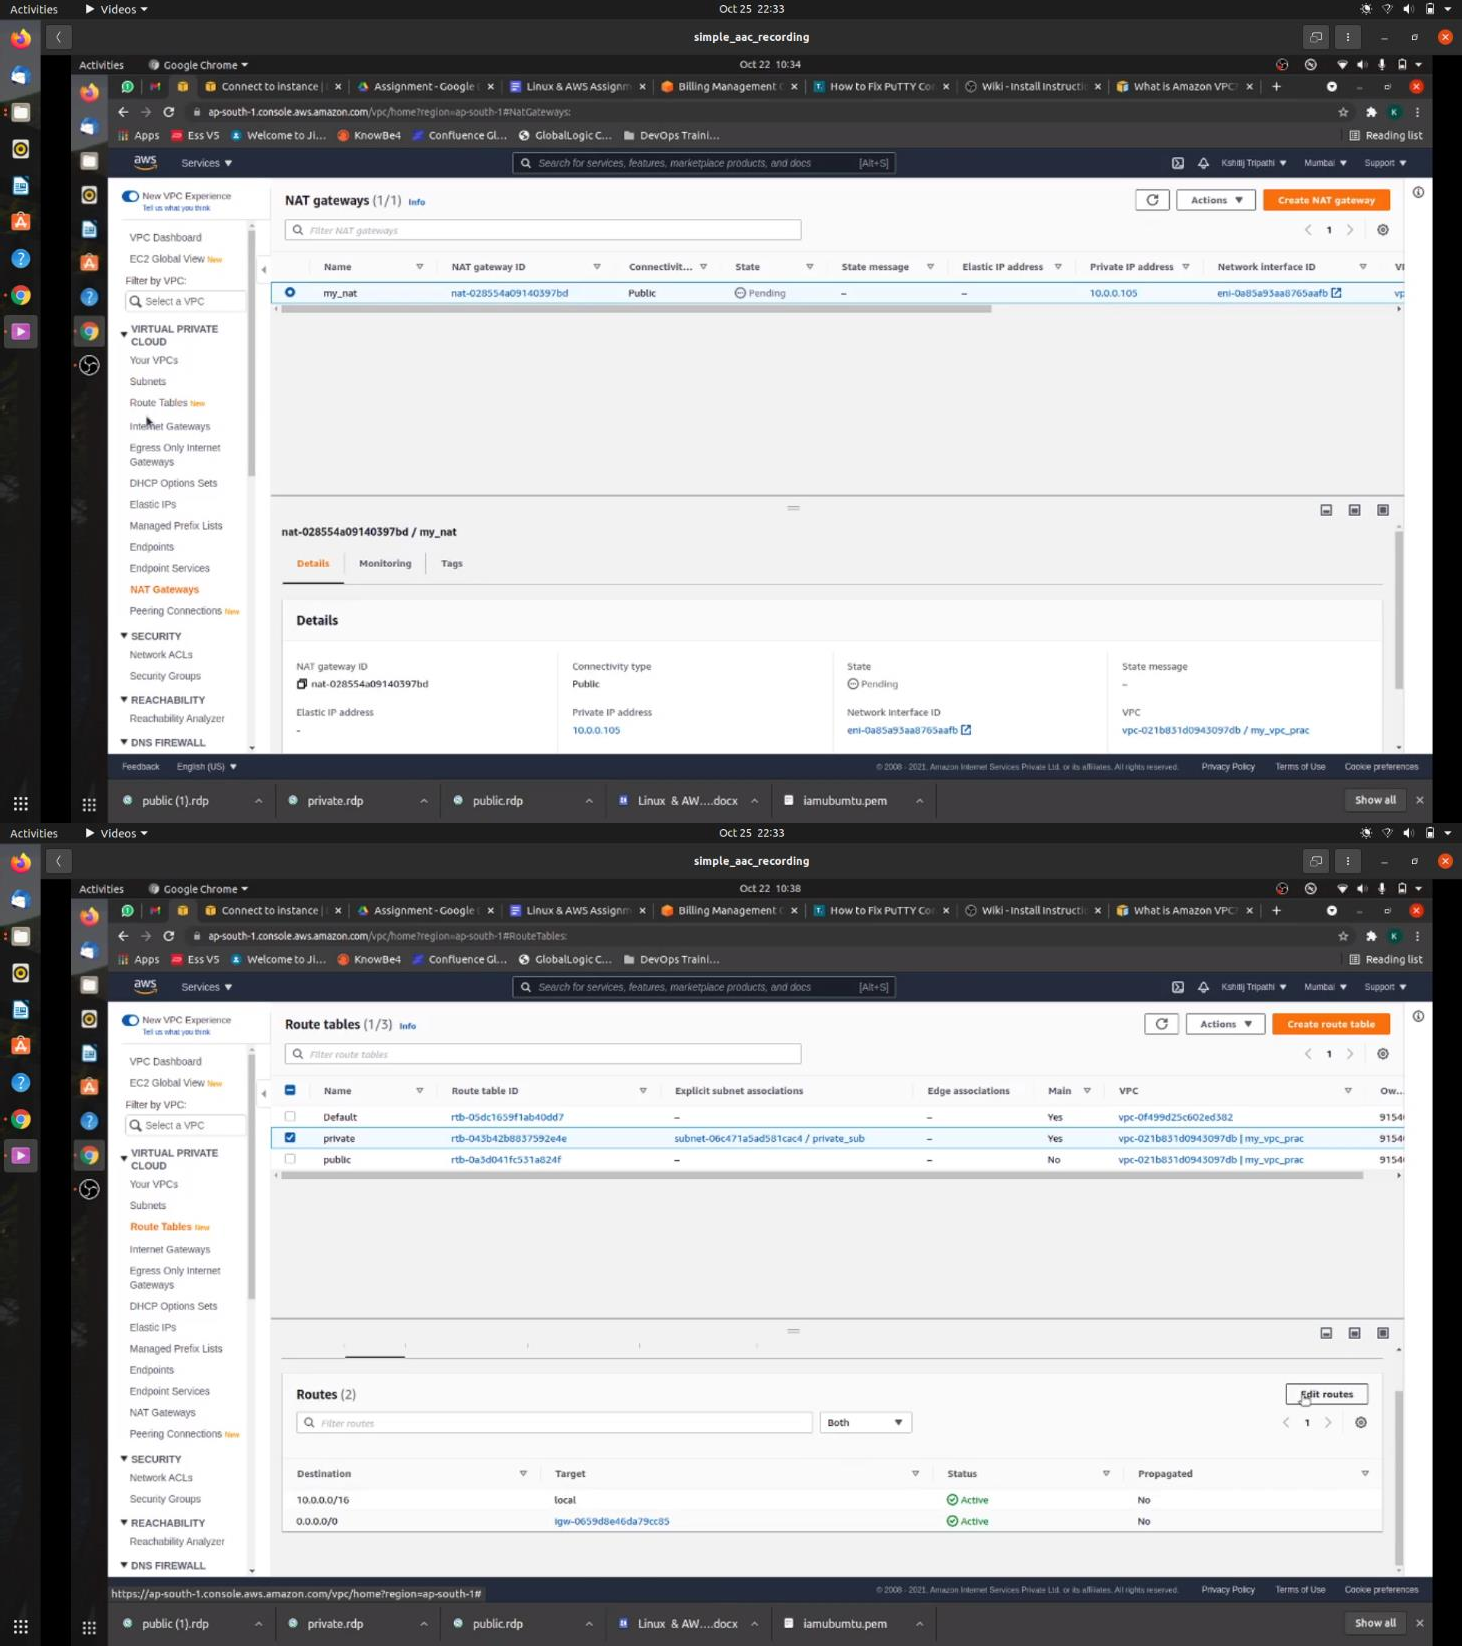 Activities Videos Oct 25 22:33
simple_aac_recording
Activities Google Chrome Oct 22 10:34
Connect to instance | Assignment - Google Linux & AWS Assignm Billing Management How to Fix PuTTY Co Wiki - Install Instructi What is Amazon VPC?
ap-south-1.console.aws.amazon.com/vpc/home?region=ap-south-1#NatGateways:
Apps Ess V5 Welcome to Ji... KnowBe4 Confluence Gl... GlobalLogic C... DevOps Traini... Reading list
aws Services Search for services, features, marketplace products, and docs [Alt+S] Kshitij Tripathi Mumbai Support
New VPC Experience
Tell us what you think
VPC Dashboard
EC2 Global View New
Filter by VPC:
Select a VPC
VIRTUAL PRIVATE
CLOUD
Your VPCs
Subnets
Route Tables New
Internet Gateways
Egress Only Internet
Gateways
DHCP Options Sets
Elastic IPs
Managed Prefix Lists
Endpoints
Endpoint Services
NAT Gateways
Peering Connections New
SECURITY
Network ACLs
Security Groups
REACHABILITY
Reachability Analyzer
DNS FIREWALL
NAT gateways (1/1) Info Actions Create NAT gateway
Filter NAT gateways 1
Name NAT gateway ID Connectivit... State State message Elastic IP address Private IP address Network interface ID VI
my_nat nat-028554a09140397bd Public Pending – – 10.0.0.105 eni-0a85a93aa8765aafb vp
nat-028554a09140397bd / my_nat
Details Monitoring Tags
Details
NAT gateway ID Connectivity type State State message
nat-028554a09140397bd Public Pending –
Elastic IP address Private IP address Network Interface ID VPC
- 10.0.0.105 eni-0a85a93aa8765aafb vpc-021b831d0943097db / my_vpc_prac
Feedback English (US) © 2008 - 2021, Amazon Internet Services Private Ltd. or its affiliates. All rights reserved. Privacy Policy Terms of Use Cookie preferences
public (1).rdp private.rdp public.rdp Linux & AW....docx iamubumtu.pem Show all
Activities Videos Oct 25 22:33
simple_aac_recording
Activities Google Chrome Oct 22 10:38
Connect to instance | Assignment - Google Linux & AWS Assignm Billing Management How to Fix PuTTY Co Wiki - Install Instructi What is Amazon VPC?
ap-south-1.console.aws.amazon.com/vpc/home?region=ap-south-1#RouteTables:
Apps Ess V5 Welcome to Ji... KnowBe4 Confluence Gl... GlobalLogic C... DevOps Traini... Reading list
aws Services Search for services, features, marketplace products, and docs [Alt+S] Kshitij Tripathi Mumbai Support
New VPC Experience
Tell us what you think
VPC Dashboard
EC2 Global View New
Filter by VPC:
Select a VPC
VIRTUAL PRIVATE
CLOUD
Your VPCs
Subnets
Route Tables New
Internet Gateways
Egress Only Internet
Gateways
DHCP Options Sets
Elastic IPs
Managed Prefix Lists
Endpoints
Endpoint Services
NAT Gateways
Peering Connections New
SECURITY
Network ACLs
Security Groups
REACHABILITY
Reachability Analyzer
DNS FIREWALL
Route tables (1/3) Info Actions Create route table
Filter route tables 1
Name Route table ID Explicit subnet associations Edge associations Main VPC Ow...
Default rtb-05dc1659f1ab40dd7 – – Yes vpc-0f499d25c602ed382 9154
private rtb-043b42b8837592e4e subnet-06c471a5ad581cac4 / private_sub – Yes vpc-021b831d0943097db | my_vpc_prac 9154
public rtb-0a3d041fc531a824f – – No vpc-021b831d0943097db | my_vpc_prac 9154
Routes (2) Edit routes
Filter routes Both 1
Destination Target Status Propagated
10.0.0.0/16 local Active No
0.0.0.0/0 igw-0659d8e46da79cc85 Active No
https://ap-south-1.console.aws.amazon.com/vpc/home?region=ap-south-1# © 2008 - 2021, Amazon Internet Services Private Ltd. or its affiliates. All rights reserved. Privacy Policy Terms of Use Cookie preferences
public (1).rdp private.rdp public.rdp Linux & AW....docx iamubumtu.pem Show all